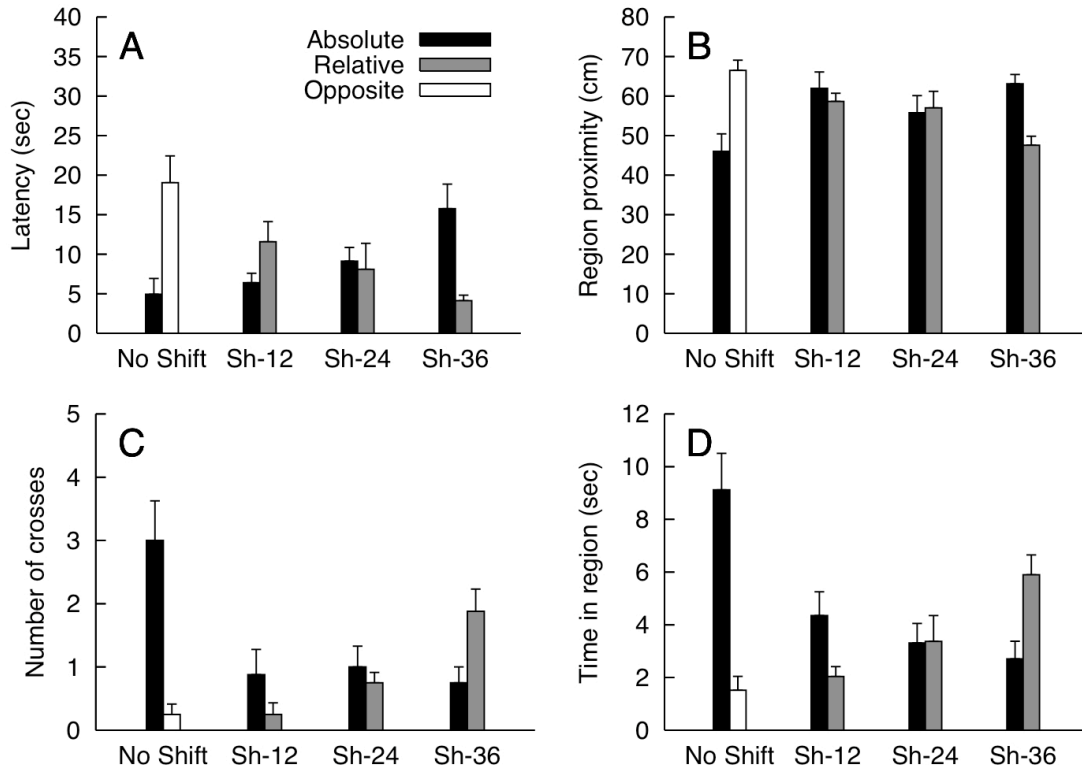 A
Absolute
Relative
Opposite
Latency (sec)
40
35
30
25
20
15
10
5
0
No Shift Sh-12 Sh-24 Sh-36
B
Region proximity (cm)
80
70
60
50
40
30
20
10
0
No Shift Sh-12 Sh-24 Sh-36
C
Number of crosses
5
4
3
2
1
0
No Shift Sh-12 Sh-24 Sh-36
D
Time in region (sec)
12
10
8
6
4
2
0
No Shift Sh-12 Sh-24 Sh-36